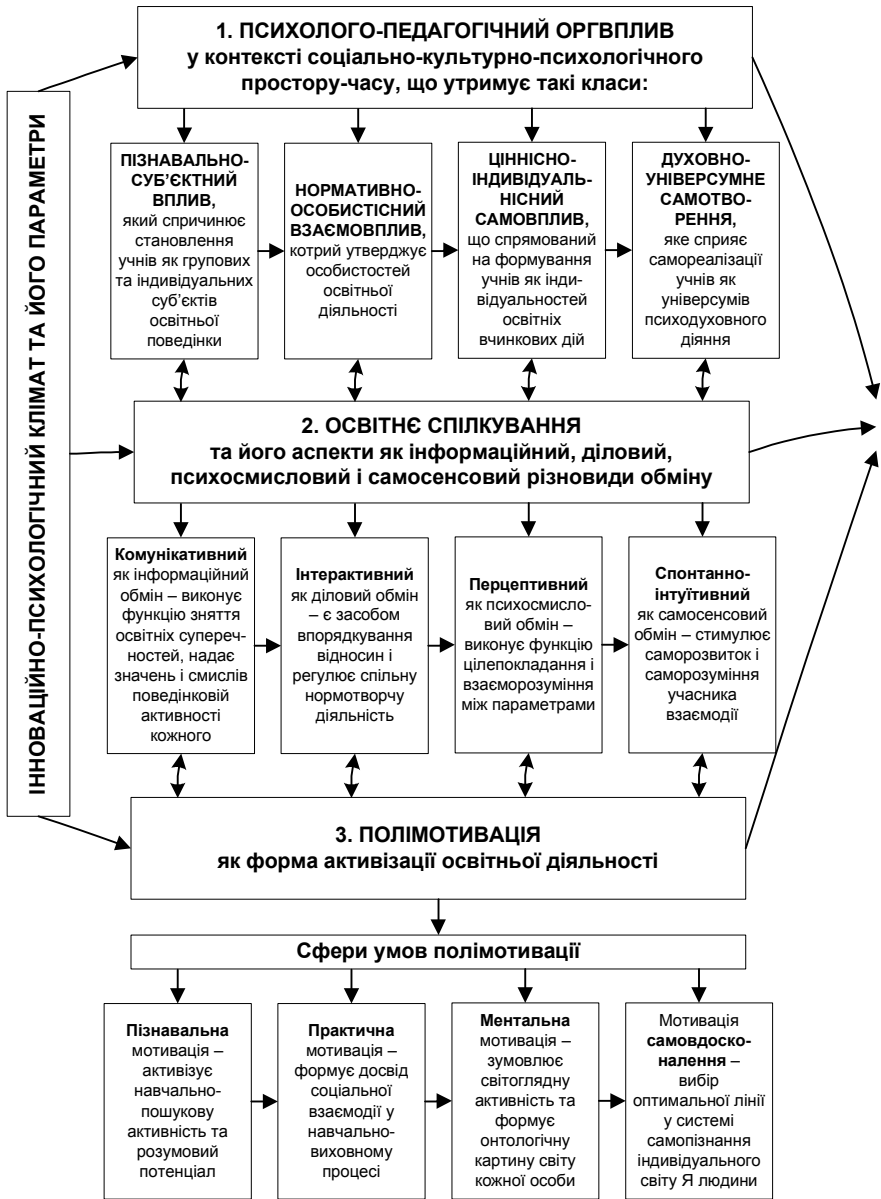 ІННОВАЦІЙНО-ПСИХОЛОГІЧНИЙ КЛІМАТ ТА ЙОГО ПАРАМЕТРИ
1. ПСИХОЛОГО-ПЕДАГОГІЧНИЙ ОРГВПЛИВ
у контексті соціально-культурно-психологічного
простору-часу, що утримує такі класи:
ПІЗНАВАЛЬНО-
СУБ’ЄКТНИЙ
ВПЛИВ,
який спричинює
становлення
учнів як групових
та індивідуальних
суб’єктів
освітньої
поведінки
НОРМАТИВНО-
ОСОБИСТІСНИЙ
ВЗАЄМОВПЛИВ,
котрий утверджує
особистостей
освітньої
діяльності
ЦІННІСНО-
ІНДИВІДУАЛЬ-
НІСНИЙ
САМОВПЛИВ,
що спрямований
на формування
учнів як інди-
видуальностей
освітніх
вчинкових дій
ДУХОВНО-
УНІВЕРСУМНЕ
САМОТВО-
РЕННЯ,
яке сприяє
самореалізації
учнів як
універсумів
психодуховного
діяння
2. ОСВІТНЄ СПІЛКУВАННЯ
та його аспекти як інформаційний, діловий,
психосмисловий і самосенсовий різновиди обміну
Комунікативний
як інформаційний
обмін – виконує
функцію зняття
освітніх супереч-
ностей, надає
значень і смислів
поведінковій
активності
кожного
Інтерактивний
як діловий обмін
– є засобом
впорядкування
відносин і
регулює спільну
нормотворчу
діяльність
Перцептивний
як психосмисло-
вий обмін –
виконує функцію
цілепокладання і
взаєморозуміння
між параметрами
Спонтанно-
інтуїтивний
як самосенсовий
обмін – стимулює
саморозвиток і
саморозуміння
учасника
взаємодії
3. ПОЛІМОТИВАЦІЯ
як форма активізації освітньої діяльності
Сфери умов полімотивації
Пізнавальна
мотивація –
активізує
навчально-
пошукову
активність та
розумовий
потенціал
Практична
мотивація –
формує досвід
соціальної
взаємодії у
навчально-
виховному
процесі
Ментальна
мотивація –
зумовлює
світоглядну
активність та
формує
онтологічну
картину світу
кожної особи
Мотивація
самовдоско-
налення –
вибір
оптимальної лінії
у системі
самопізнання
індивідуального
світу Я людини